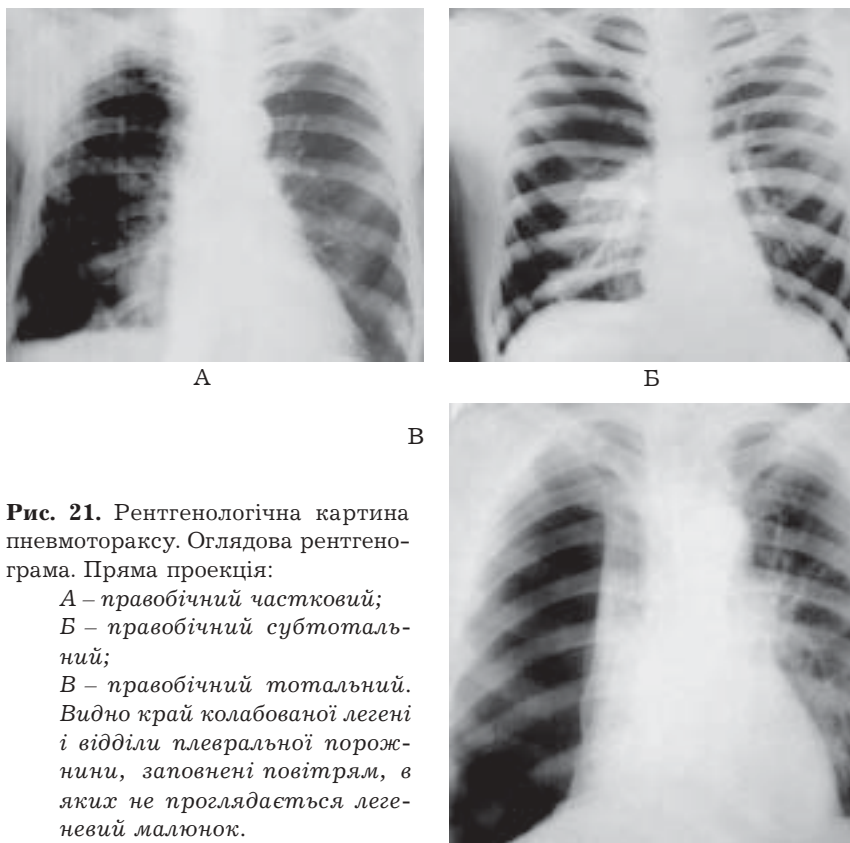 А
Б
В
Рис. 21. Рентгенологічна картина
пневмотораксу. Оглядова рентгено-
грама. Пряма проекція:
А – правобічний частковий;
Б – правобічний субтоталь-
ний;
В – правобічний тотальний.
Видно край колабованої легені
і відділи плевральної порож-
нини, заповнені повітрям, в
яких не проглядається леге-
невий малюнок.